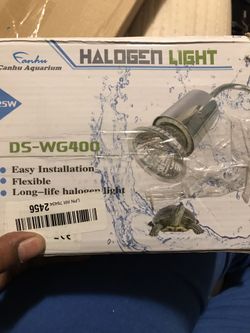 Canhu
Canhu Aquarium
HALOGEN LIGHT
25W
DS-WG400
Easy Installation
Flexible
Long-life halogen light
2456